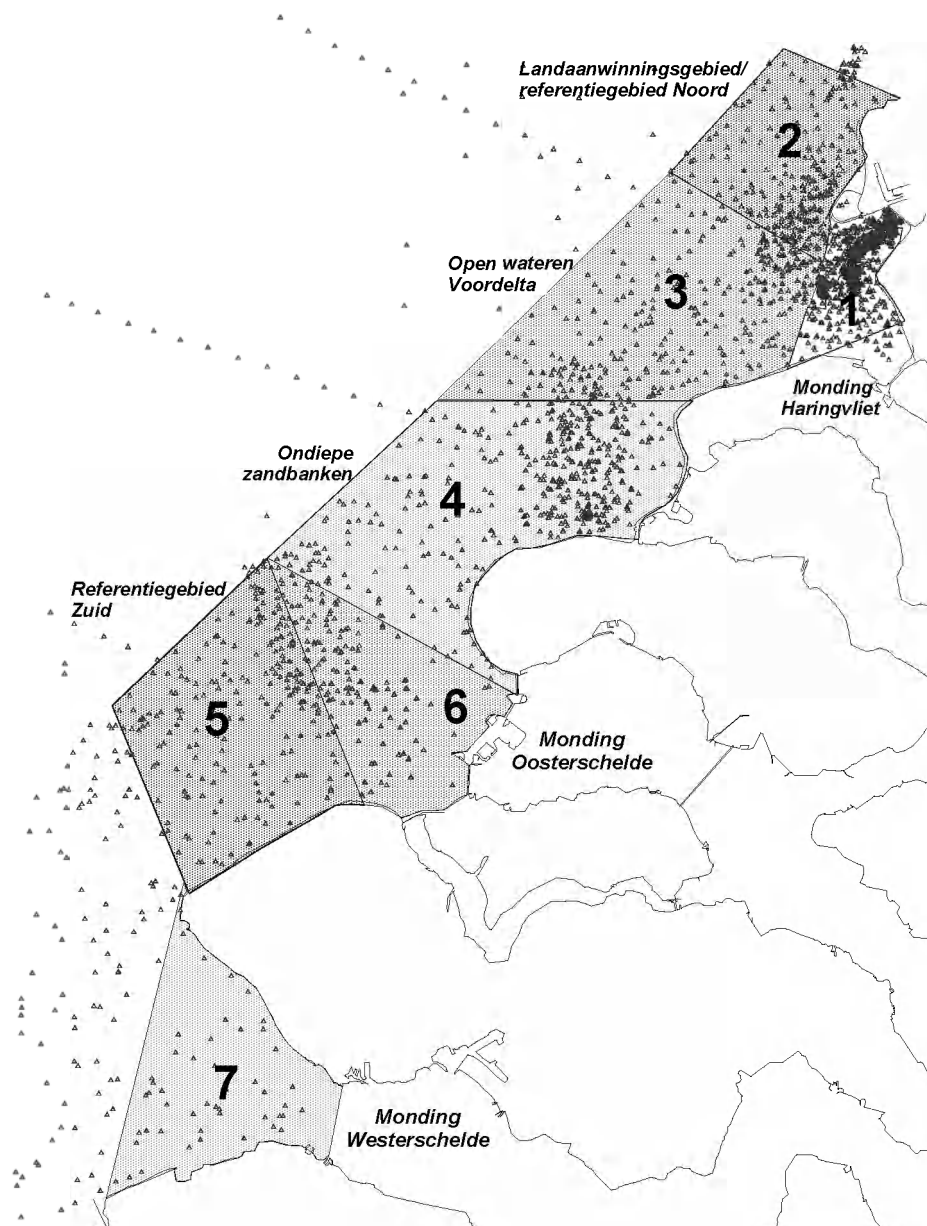 Landaanwinningsgebied/
referentiegebied Noord
2
Open wateren
Voordelta
3
1
Monding
Haringvliet
Ondiepe
zandbanken
4
Referentiegebied
Zuid
5
6
Monding
Oosterschelde
7
Monding
Westerschelde